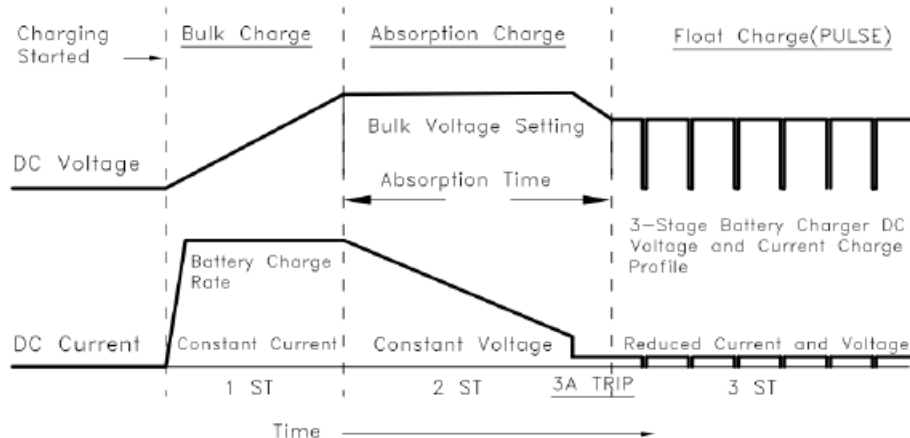 Charging
Started
Bulk Charge
Absorption Charge
Float Charge(PULSE)
Bulk Voltage Setting
DC Voltage
Absorption Time
3-Stage Battery Charger DC
Voltage and Current Charge
Profile
Battery Charge
Rate
DC Current
Constant Current
Constant Voltage
Reduced Current and Voltage
1 ST
2 ST
3A TRIP
3 ST
Time